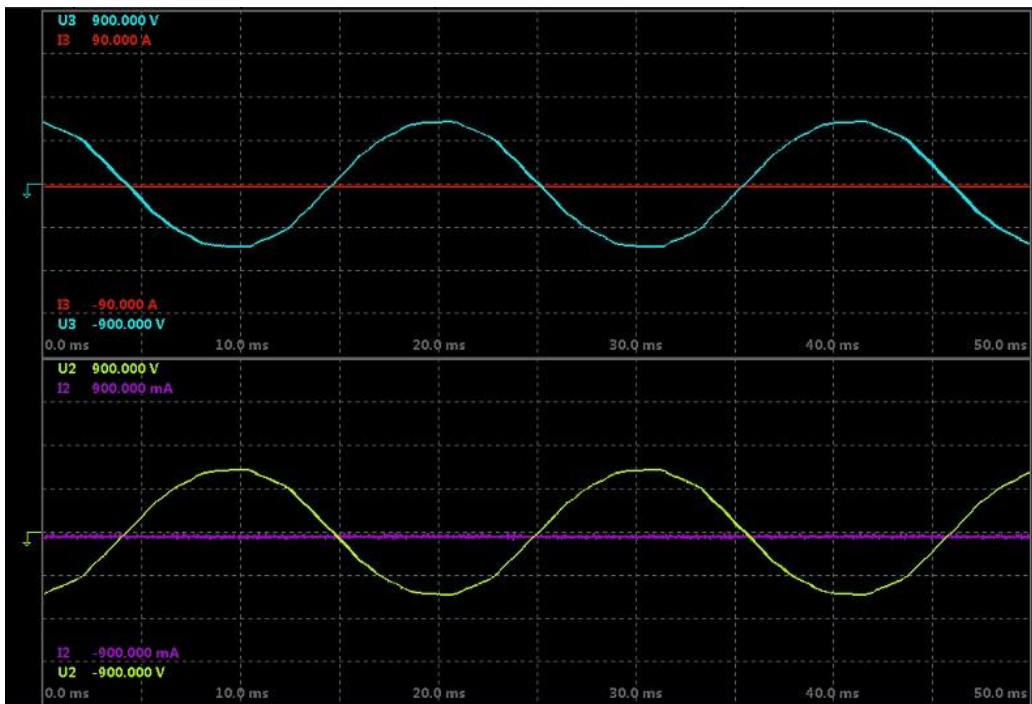 U3 900.000 V
I3 90.000 A
I3 -90.000 A
U3 -900.000 V
0.0 ms 10.0 ms 20.0 ms 30.0 ms 40.0 ms 50.0 ms
U2 900.000 V
I2 900.000 mA
I2 -900.000 mA
U2 -900.000 V
0.0 ms 10.0 ms 20.0 ms 30.0 ms 40.0 ms 50.0 ms